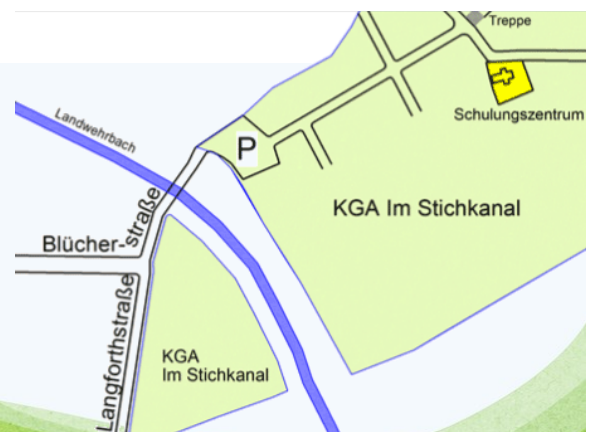 Treppe
Schulungszentrum
Landwehrbach
P
KGA Im Stichkanal
Blücher-straße
Langforthstraße
KGA
Im Stichkanal